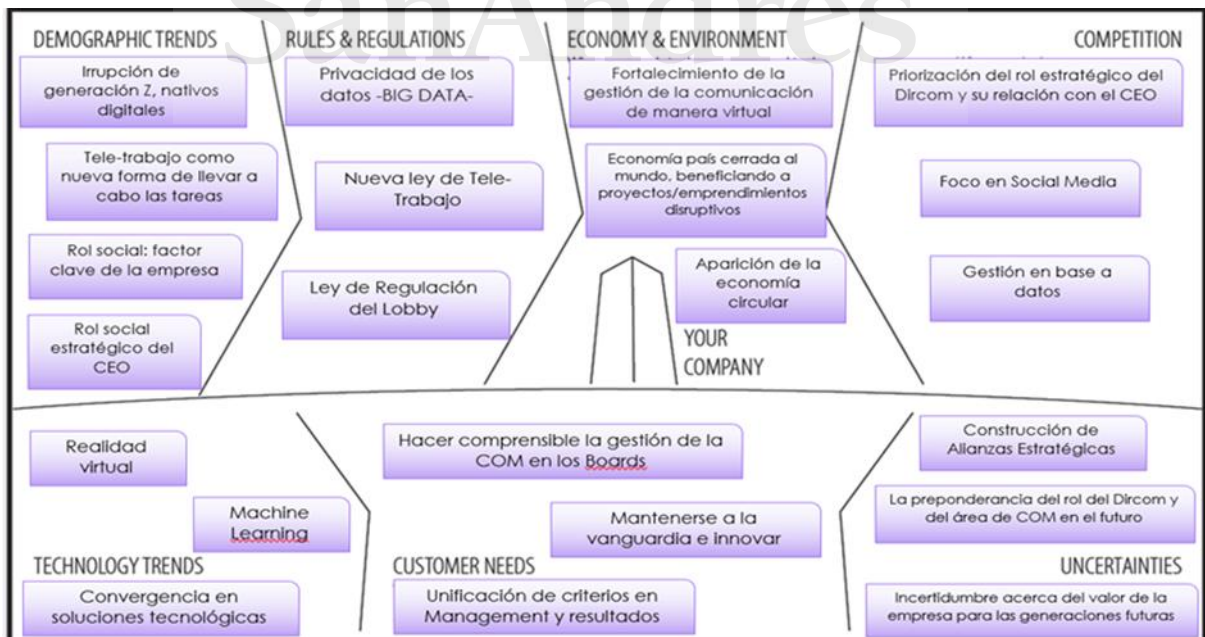 SanAndrés
DEMOGRAPHIC TRENDS
Irrupción de
generación Z, nativos
digitales
Tele-trabajo como
nueva forma de llevar a
cabo las tareas
Rol social: factor
clave de la empresa
Rol social
estratégico del
CEO
RULES & REGULATIONS
Privacidad de los
datos -BIG DATA-
Nueva ley de Tele-
Trabajo
Ley de Regulación
del Lobby
ECONOMY & ENVIRONMENT
Fortalecimiento de la
gestión de la comunicación
de manera virtual
Economía país cerrada al
mundo, beneficiando a
proyectos/emprendimientos
disruptivos
Aparición de la
economía
circular
YOUR
COMPANY
COMPETITION
Priorización del rol estratégico del
Dircom y su relación con el CEO
Foco en Social Media
Gestión en base a
datos
Realidad
virtual
Machine
Learning
TECHNOLOGY TRENDS
Convergencia en
soluciones tecnológicas
Hacer comprensible la gestión de la
COM en los Boards
Mantenerse a la
vanguardia e innovar
CUSTOMER NEEDS
Unificación de criterios en
Management y resultados
Construcción de
Alianzas Estratégicas
La preponderancia del rol del Dircom y
del área de COM en el futuro
UNCERTAINTIES
Incertidumbre acerca del valor de la
empresa para las generaciones futuras